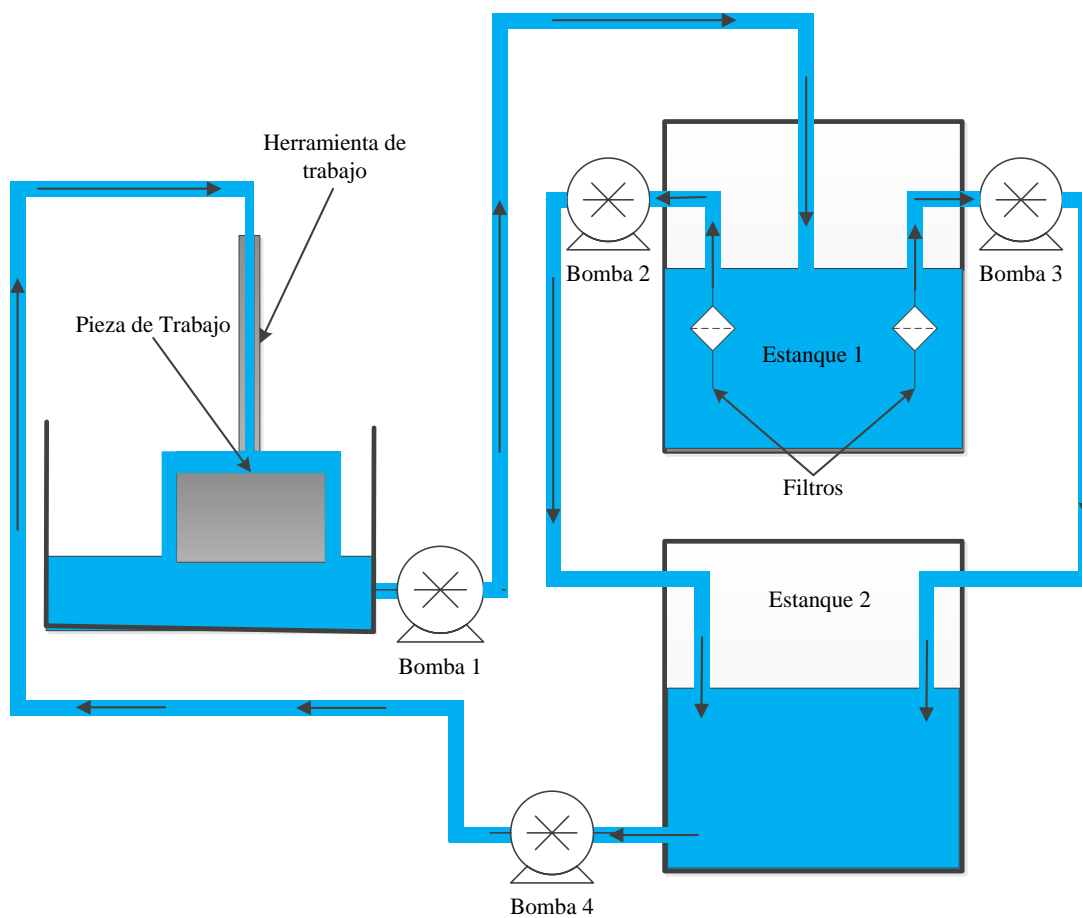 Herramienta de
trabajo
Pieza de Trabajo
Bomba 2
Bomba 3
Estanque 1
Filtros
Estanque 2
Bomba 1
Bomba 4